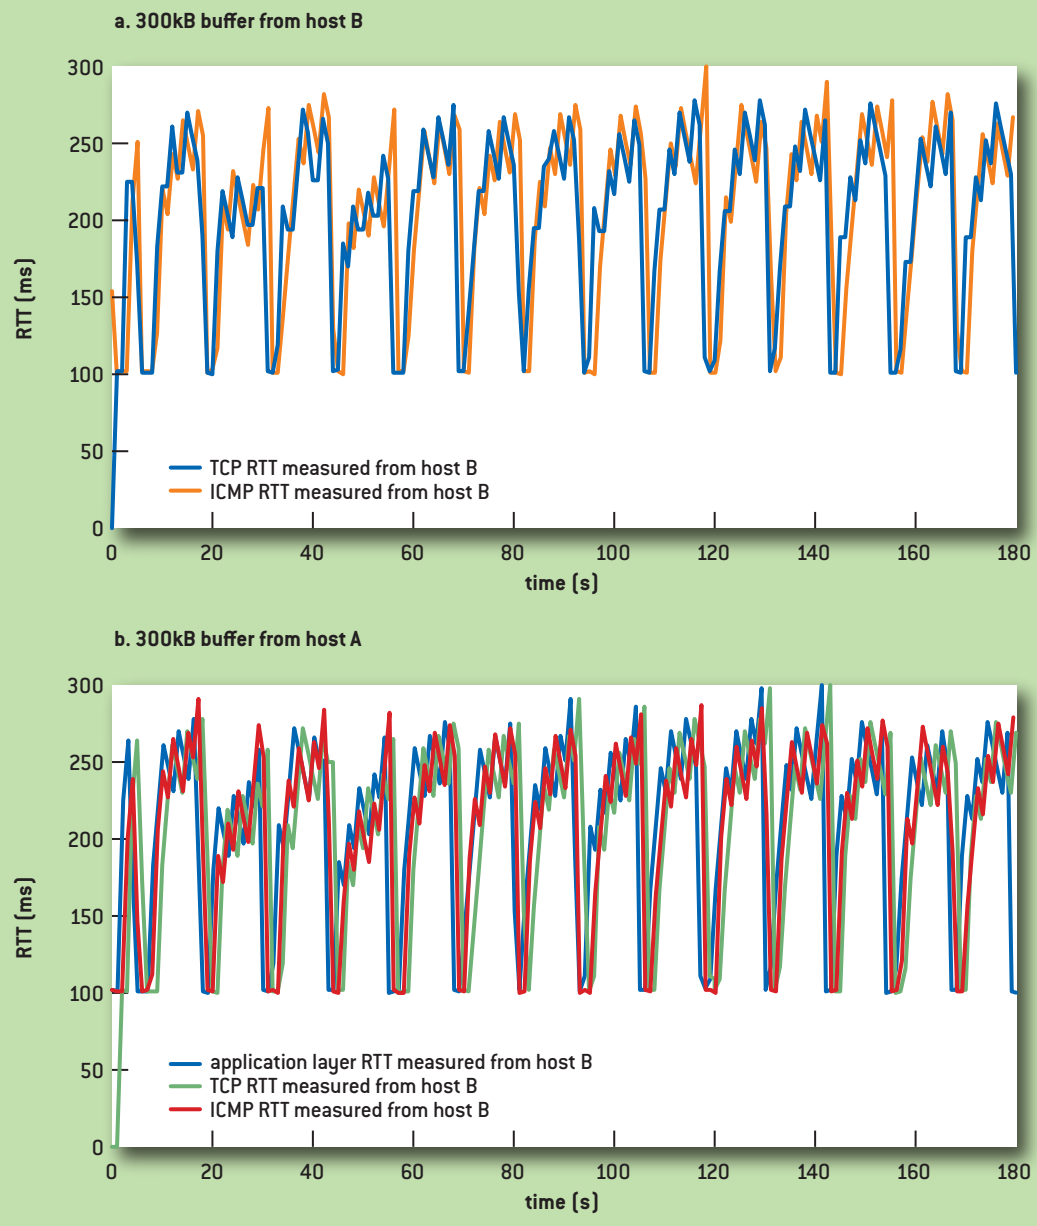 a. 300kB buffer from host B
300
250
200
150
100
50
0
RTT (ms)
TCP RTT measured from host B
ICMP RTT measured from host B
0 20 40 60 80 100 120 140 160 180
time (s)
b. 300kB buffer from host A
300
250
200
150
100
50
0
RTT (ms)
application layer RTT measured from host B
TCP RTT measured from host B
ICMP RTT measured from host B
0 20 40 60 80 100 120 140 160 180
time (s)